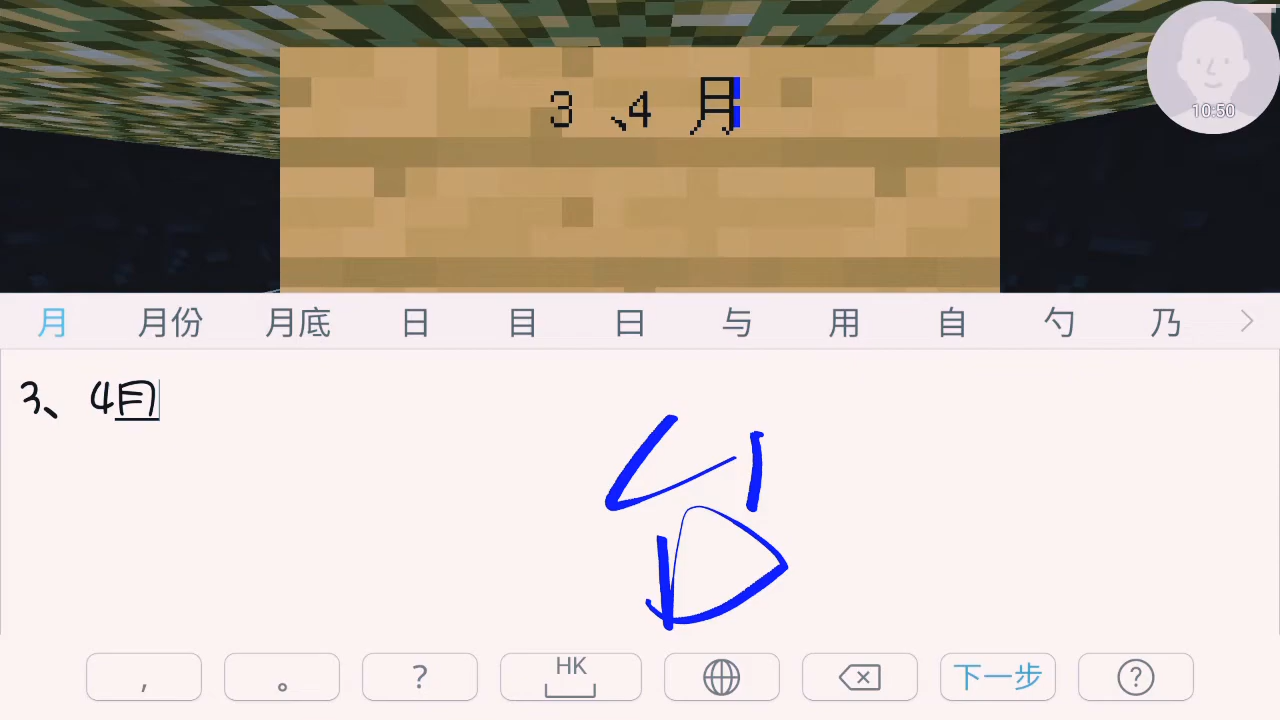 3、4月
10:50
月 月份 月底 日 目 曰 与 用 自 勺 乃
3、4月
， 。 ? HK 下一步 ?